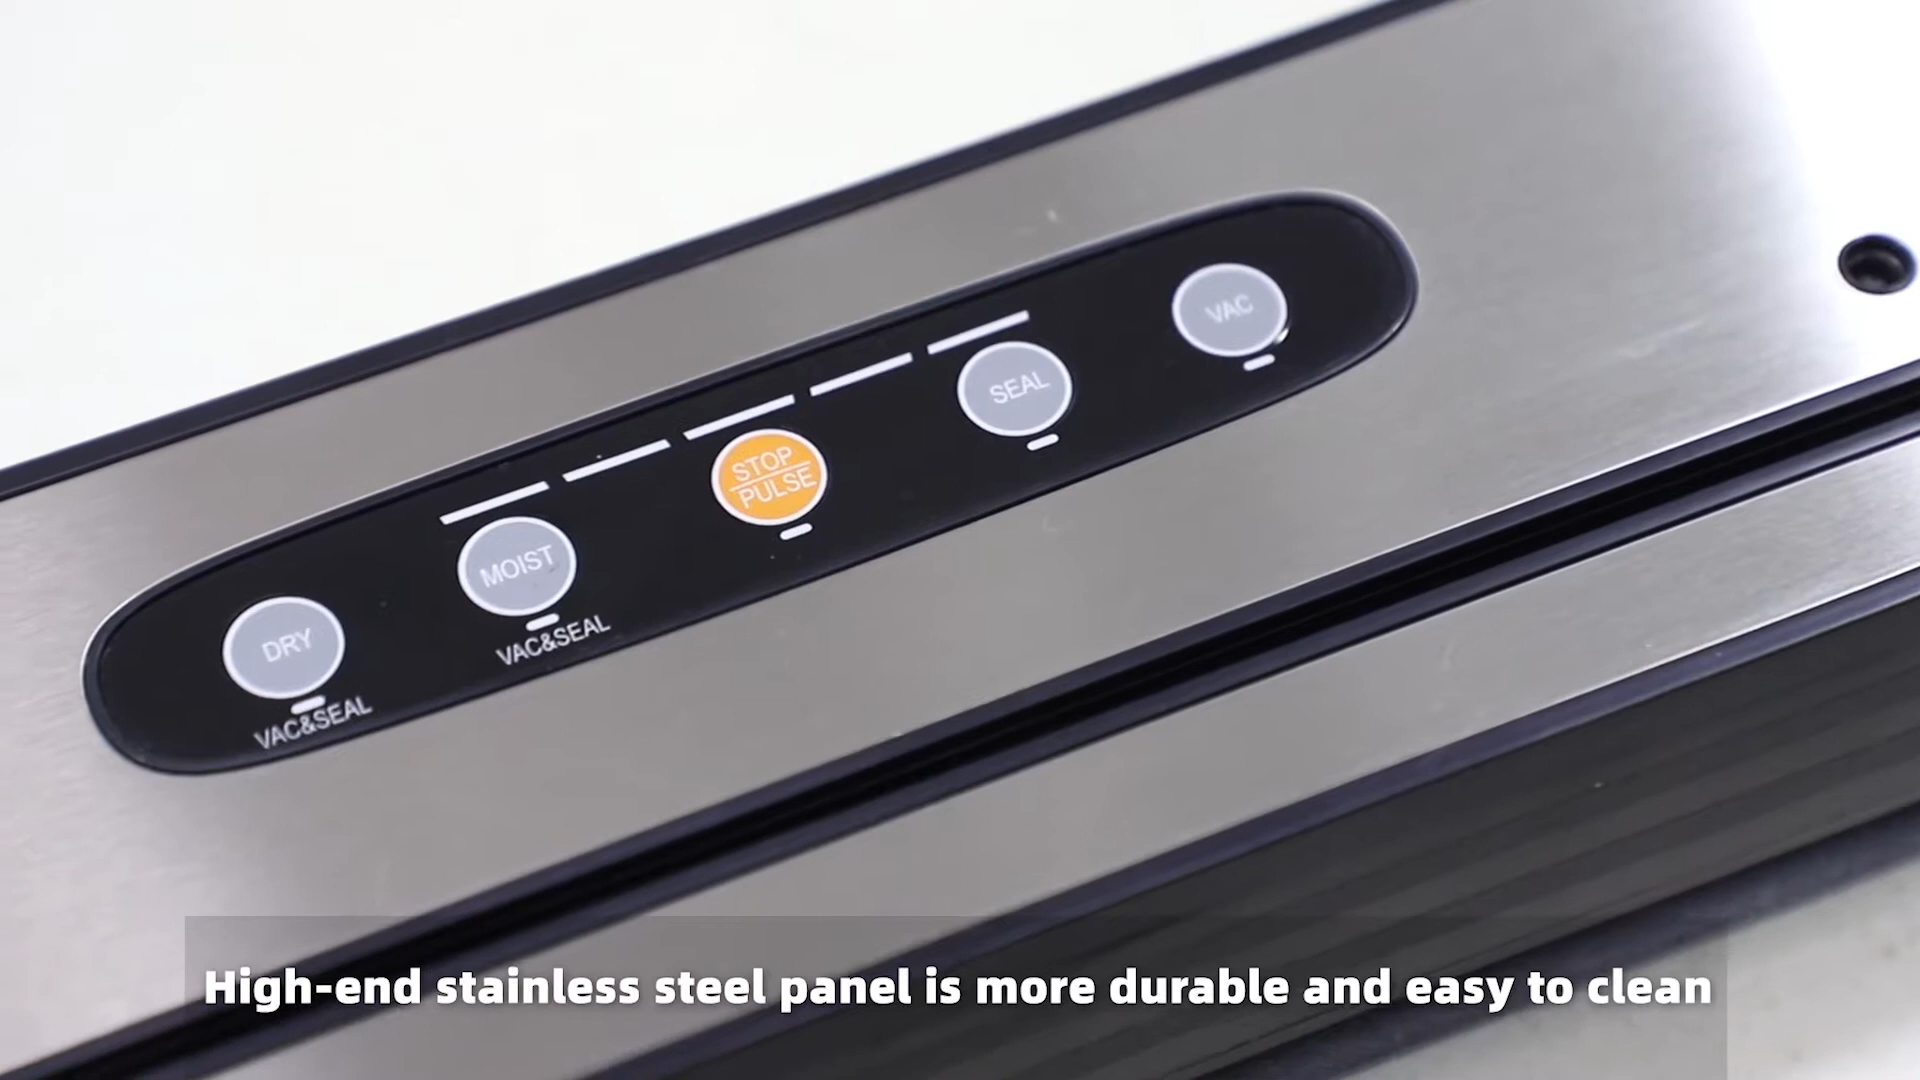 DRY
VAC&SEAL
MOIST
VAC&SEAL
STOP
PULSE
SEAL
VAC
High-end stainless steel panel is more durable and easy to clean